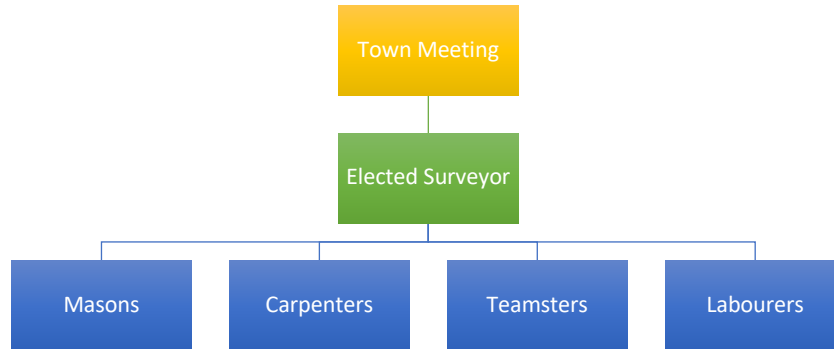 Town Meeting
Elected Surveyor
Masons
Carpenters
Teamsters
Labourers